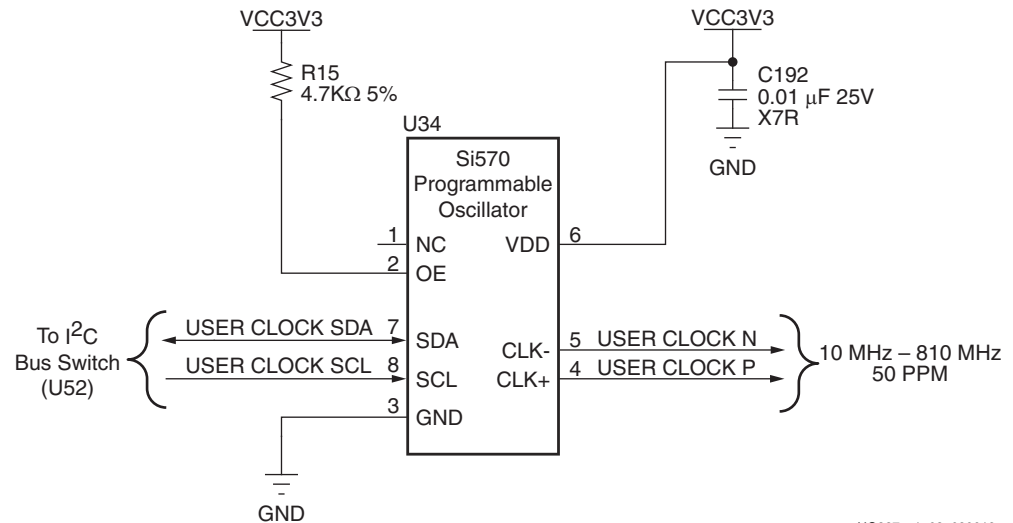 VCC3V3
R15
4.7KΩ 5%
VCC3V3
C192
0.01 μF 25V
X7R
GND
U34
Si570
Programmable
Oscillator
1 NC
2 OE
VDD 6
To I²C
Bus Switch
(U52)
USER CLOCK SDA 7 SDA
USER CLOCK SCL 8 SCL
3 GND
CLK- 5 USER CLOCK N
CLK+ 4 USER CLOCK P
10 MHz – 810 MHz
50 PPM
GND